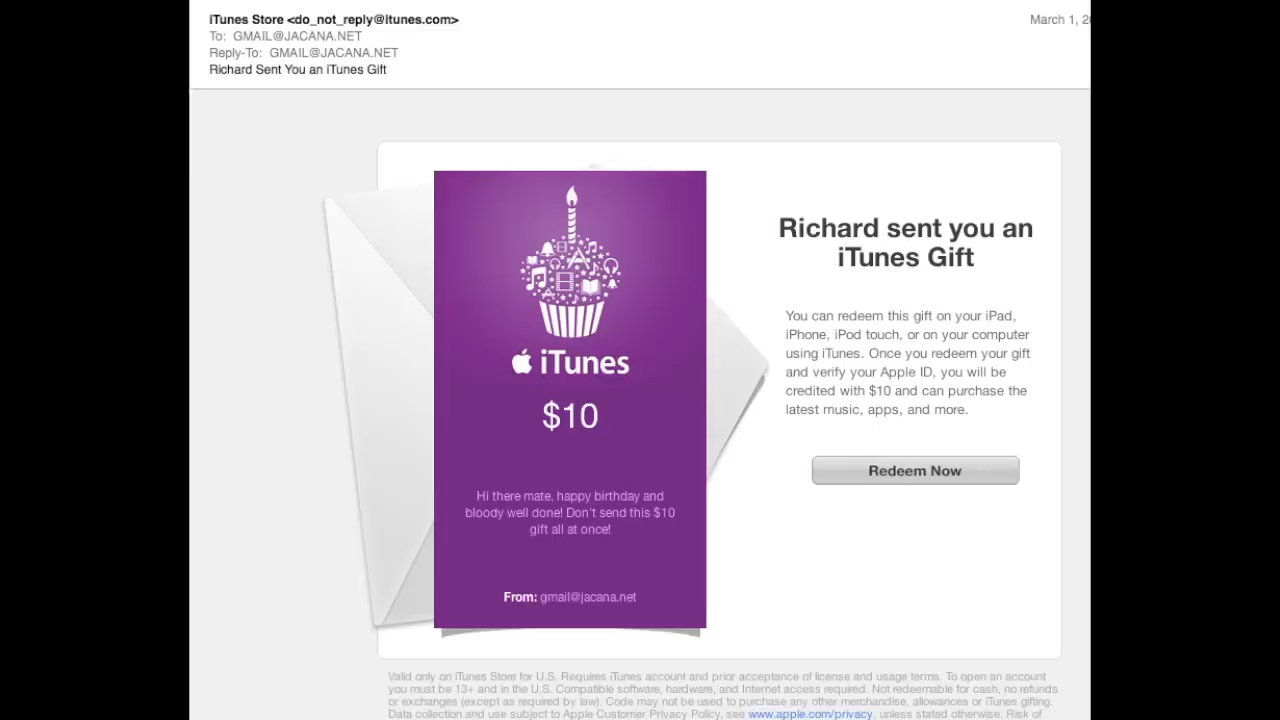 iTunes Store <do_not_reply@itunes.com>
March 1,
To: GMAIL@JACANA.NET
Reply-To: GMAIL@JACANA.NET
Richard Sent You an iTunes Gift
iTunes
$10
Hi there mate, happy birthday and
bloody well done! Don't send this $10
gift all at once!
From: gmail@jacana.net
Richard sent you an
iTunes Gift
You can redeem this gift on your iPad,
iPhone, iPod touch, or on your computer
using iTunes. Once you redeem your gift
and verify your Apple ID, you will be
credited with $10 and can purchase the
latest music, apps, and more.
Redeem Now
Valid only on iTunes Store for U.S. Requires iTunes account and prior acceptance of license and usage terms. To open an account
you must be 13+ and in the U.S. Compatible software, hardware, and Internet access required. Not redeemable for cash, no refunds
or exchanges (except as required by law). Code may not be used to purchase any other merchandise, allowances or iTunes gifting.
Data collection and use subject to Apple Customer Privacy Policy, see www.apple.com/privacy, unless stated otherwise. Risk of